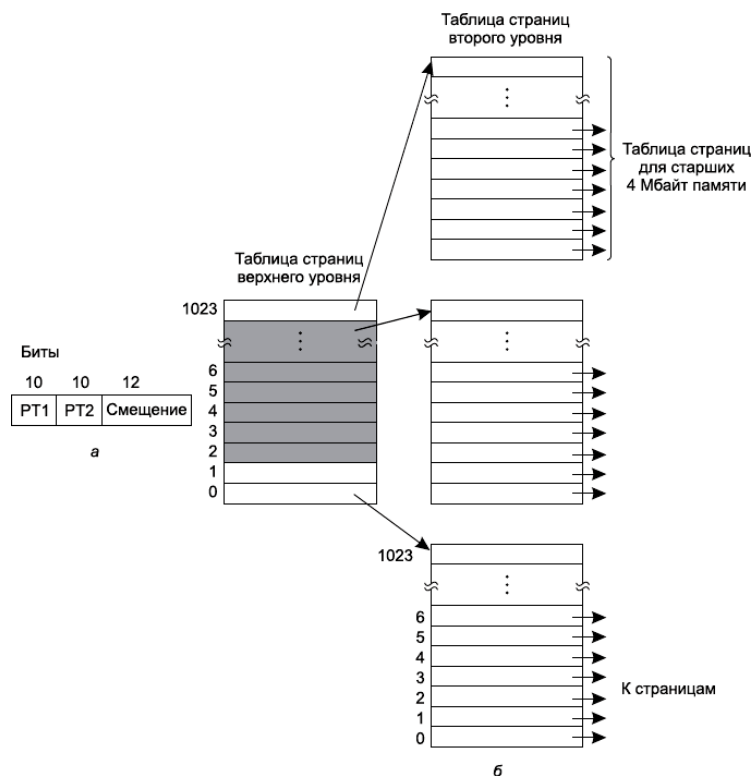 Таблица страниц
второго уровня
Таблица страниц
для старших
4 Мбайт памяти
Таблица страниц
верхнего уровня
1023
6
5
4
3
2
1
0
Биты
10 10 12
PT1 PT2 Смещение
а
1023
6
5
4
3
2
1
0
К страницам
б